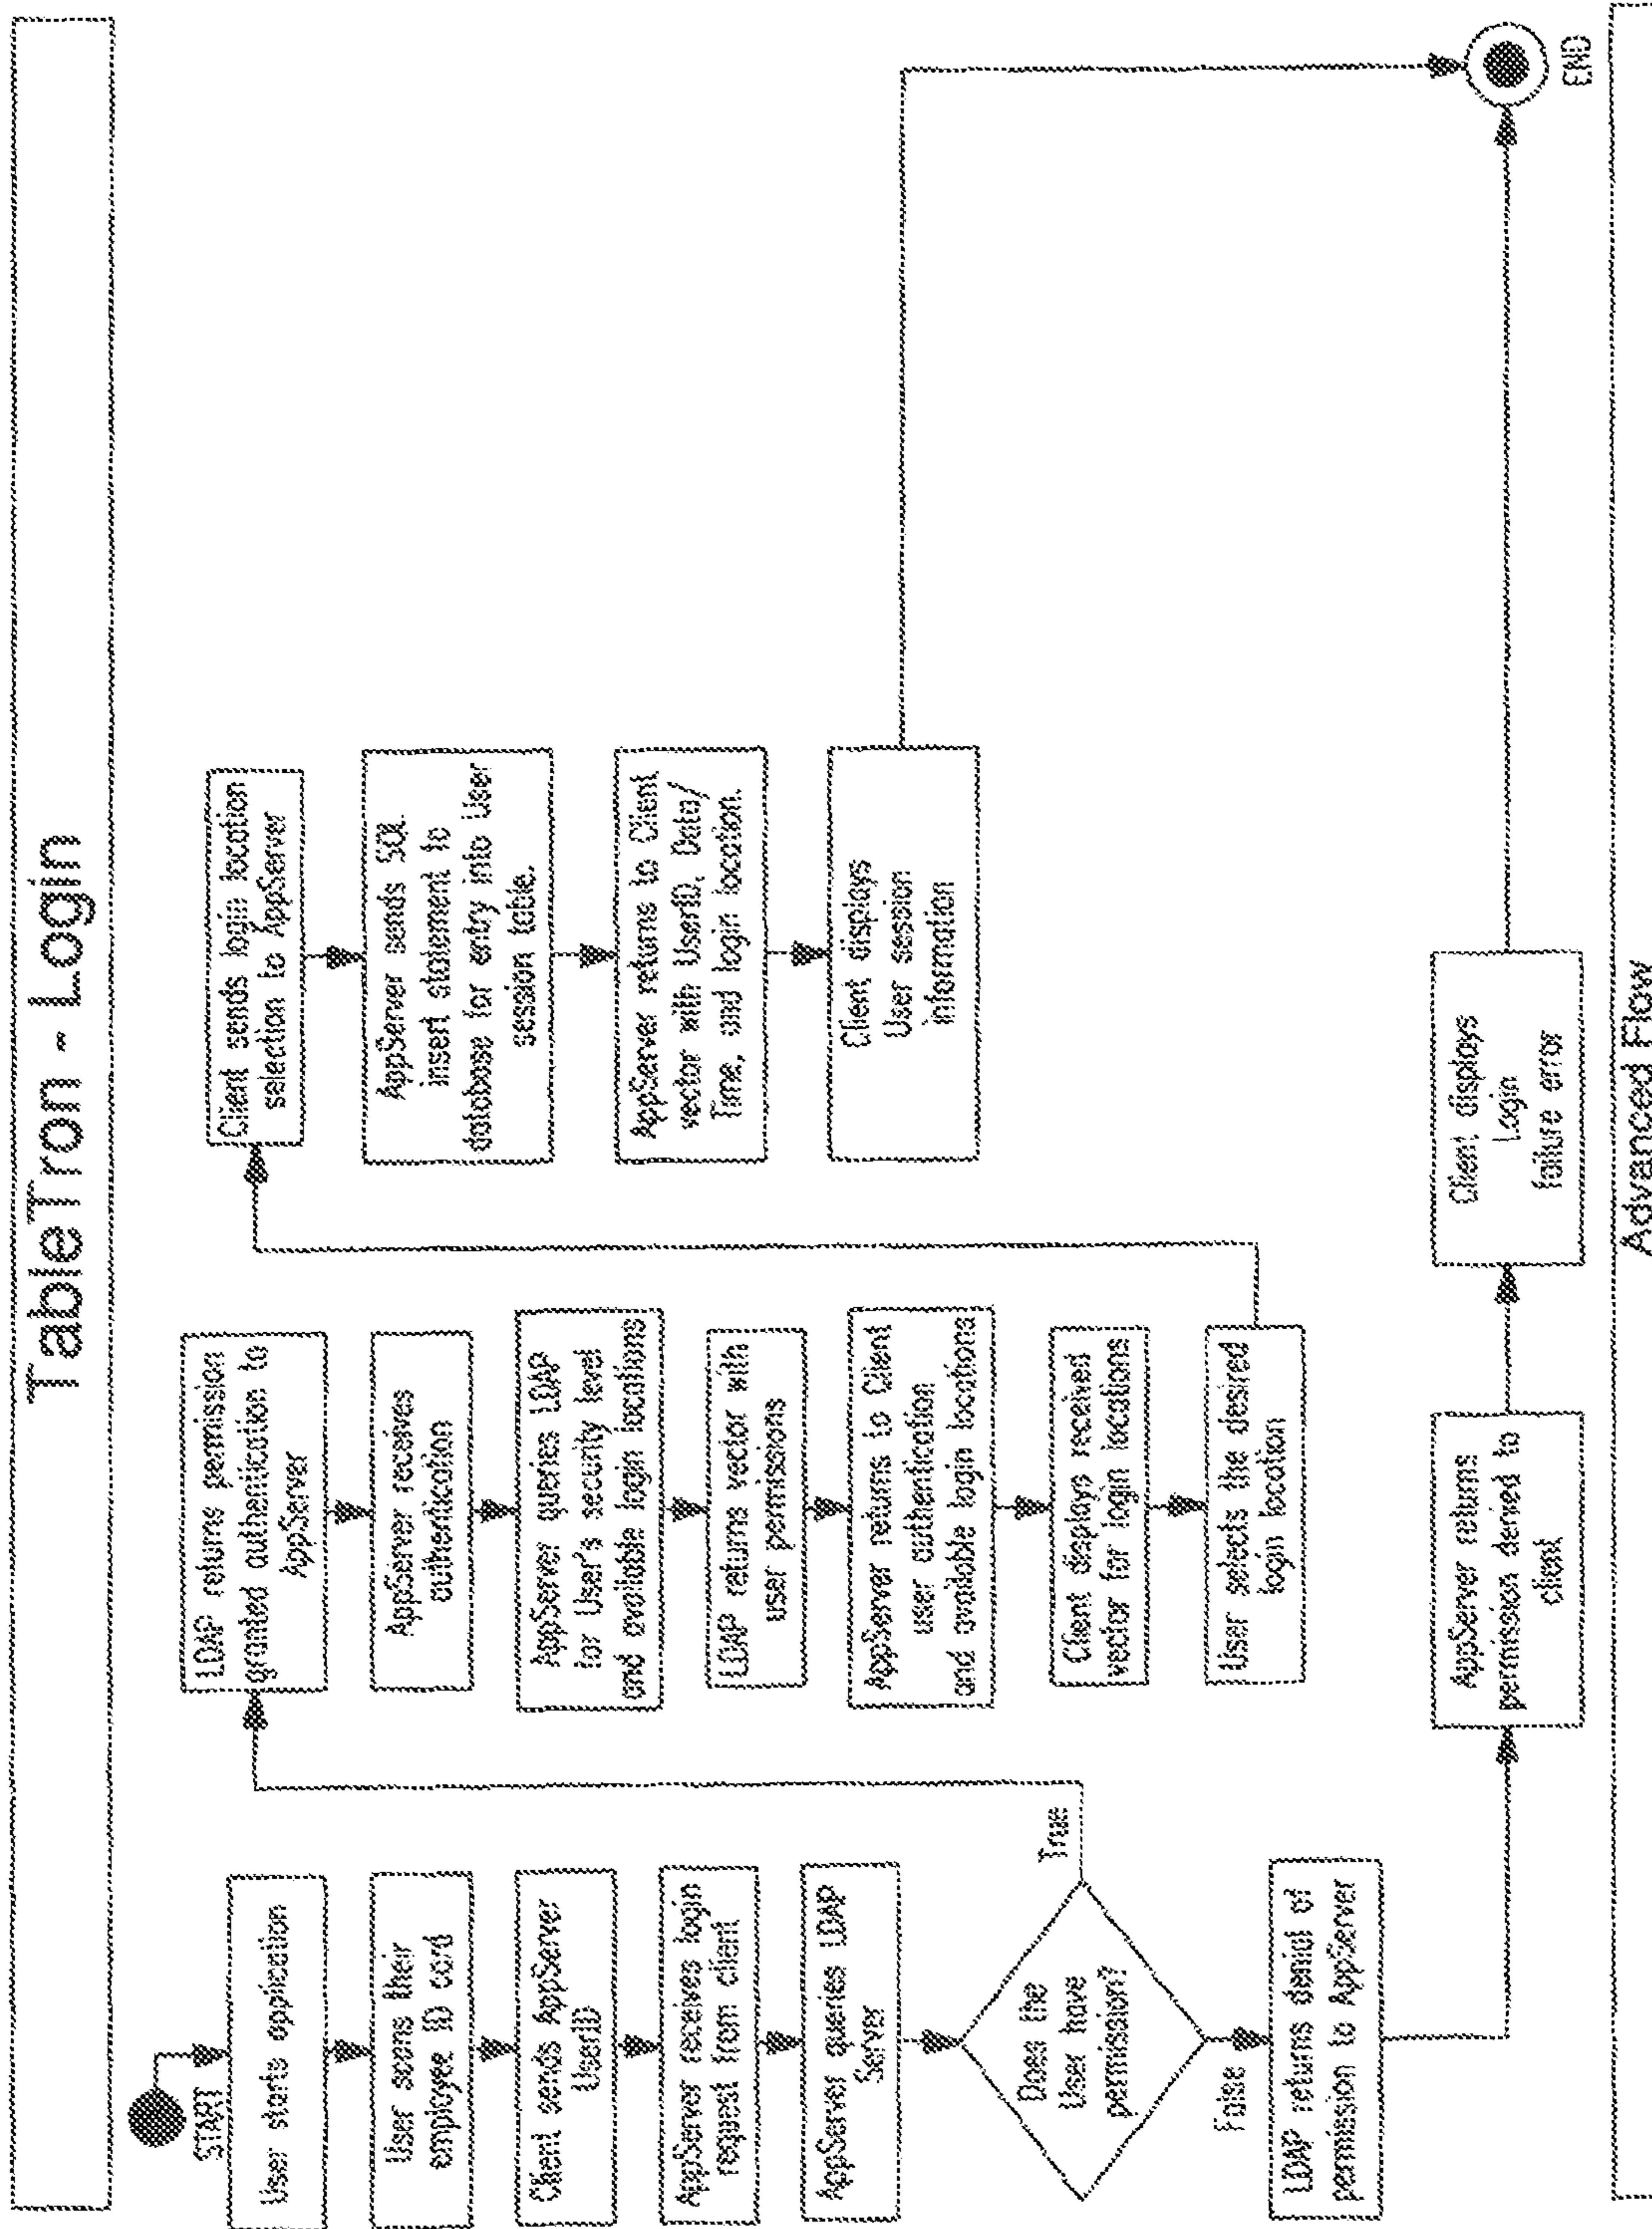 TableTron - Login
START
User starts application
User scans their
employee ID card
Client sends AppServer
UserID
AppServer receives login
request from client
AppServer queries LDAP
Server
Does the
User have
permission?
True
False
LDAP returns denial of
permission to AppServer
LDAP returns permission
granted authentication to
AppServer
AppServer receives
authentication
AppServer queries LDAP
for User's security level
and available login locations
LDAP returns vector with
user permissions
AppServer returns to Client
user authentication
and available login locations
Client displays received
vector for login locations
User selects the desired
login location
AppServer returns
permission denied to
client
Client sends login location
selection to AppServer
AppServer sends SQL
insert statement to
database for entry into User
session table.
AppServer returns to Client
vector with UserID, Data/
Time, and login location.
Client displays
User session
information
Client displays
Login
failure error
END
Advanced Flow